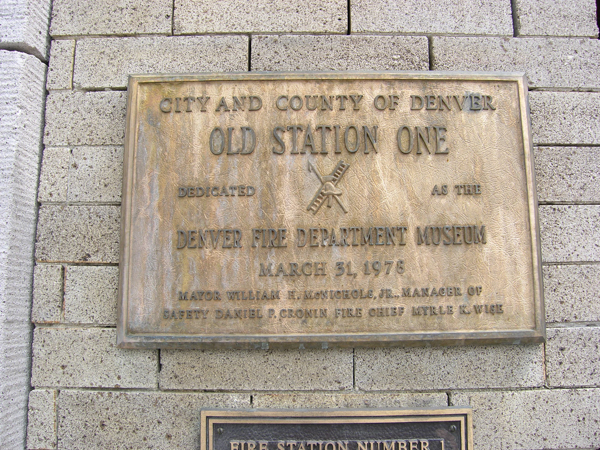 CITY AND COUNTY OF DENVER
OLD STATION ONE
DEDICATED AS THE
DENVER FIRE DEPARTMENT MUSEUM
MARCH 31, 1978
MAYOR WILLIAM H. McNICHOLS, JR. MANAGER OF
SAFETY DANIEL P. CRONIN FIRE CHIEF MYRLE K. WISE
FIRE STATION NUMBER 1